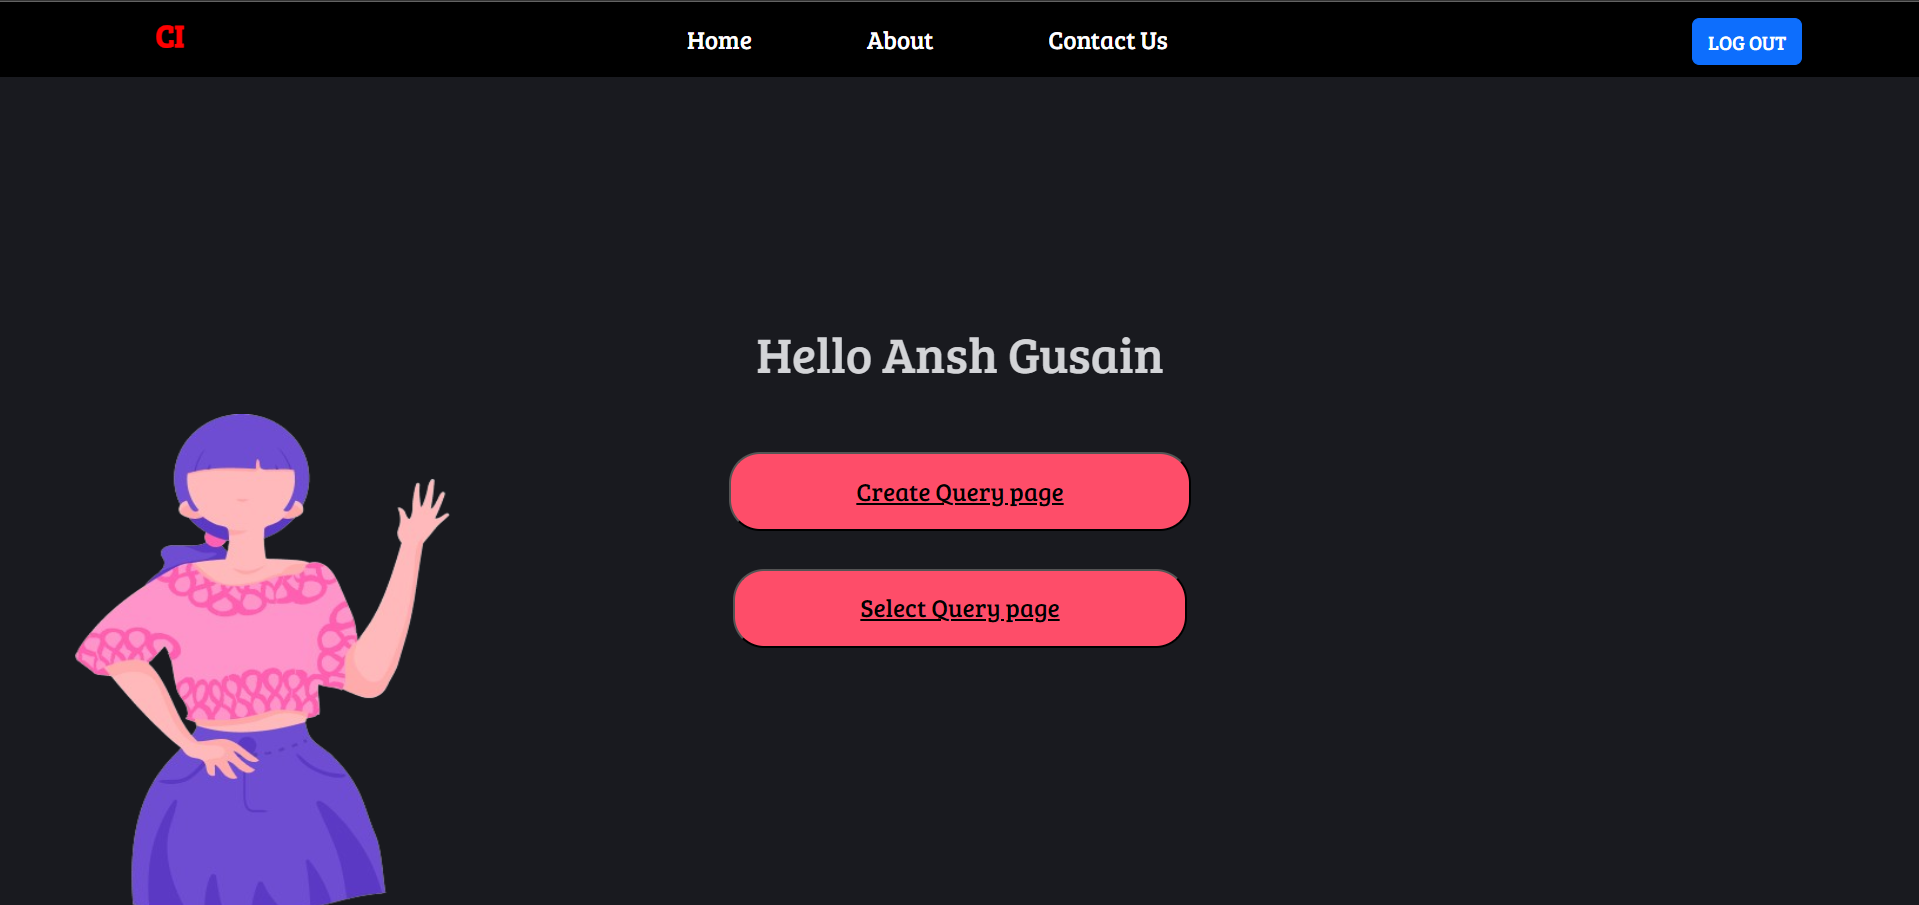 CI
Home
About
Contact Us
LOG OUT
Hello Ansh Gusain
Create Query page
Select Query page